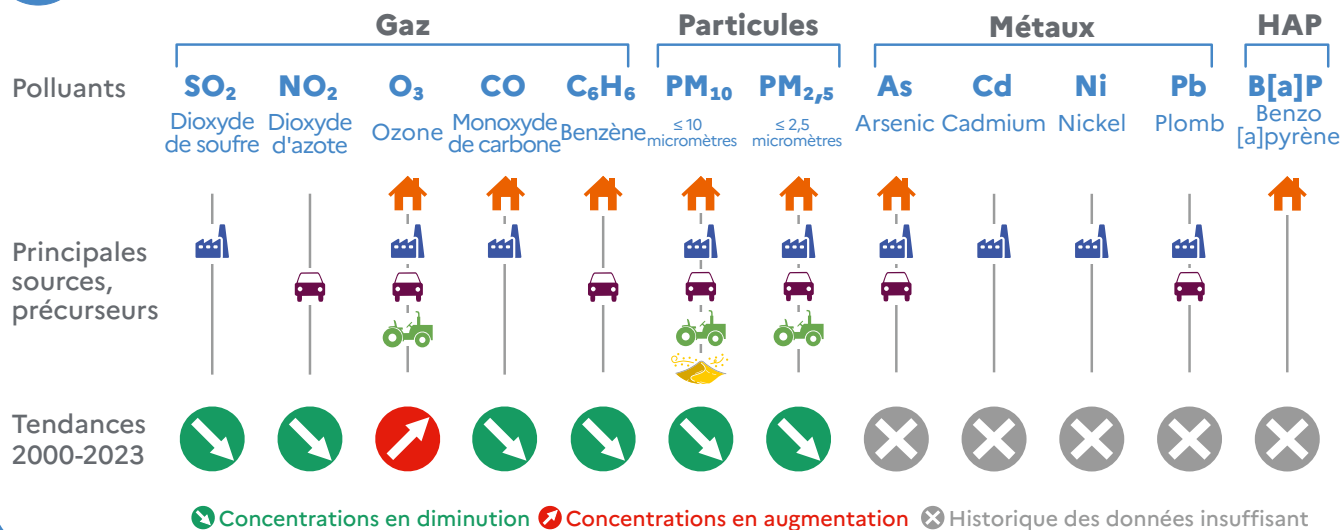 Gaz Particules Métaux HAP
Polluants SO₂ NO₂ O₃ CO C₆H₆ PM₁₀ PM₂,₅ As Cd Ni Pb B[a]P
Dioxyde de soufre Dioxyde d'azote Ozone Monoxyde de carbone Benzène ≤ 10 micromètres ≤ 2,5 micromètres Arsenic Cadmium Nickel Plomb Benzo [a]pyrène
Principales
sources,
précurseurs
Tendances
2000-2023
Concentrations en diminution Concentrations en augmentation Historique des données insuffisant